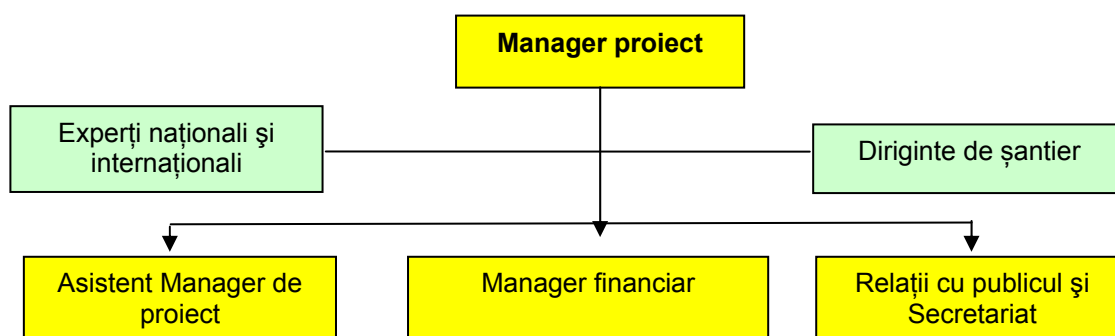 Manager proiect
Experți naționali şi
internaționali
Diriginte de șantier
Asistent Manager de
proiect
Manager financiar
Relații cu publicul şi
Secretariat